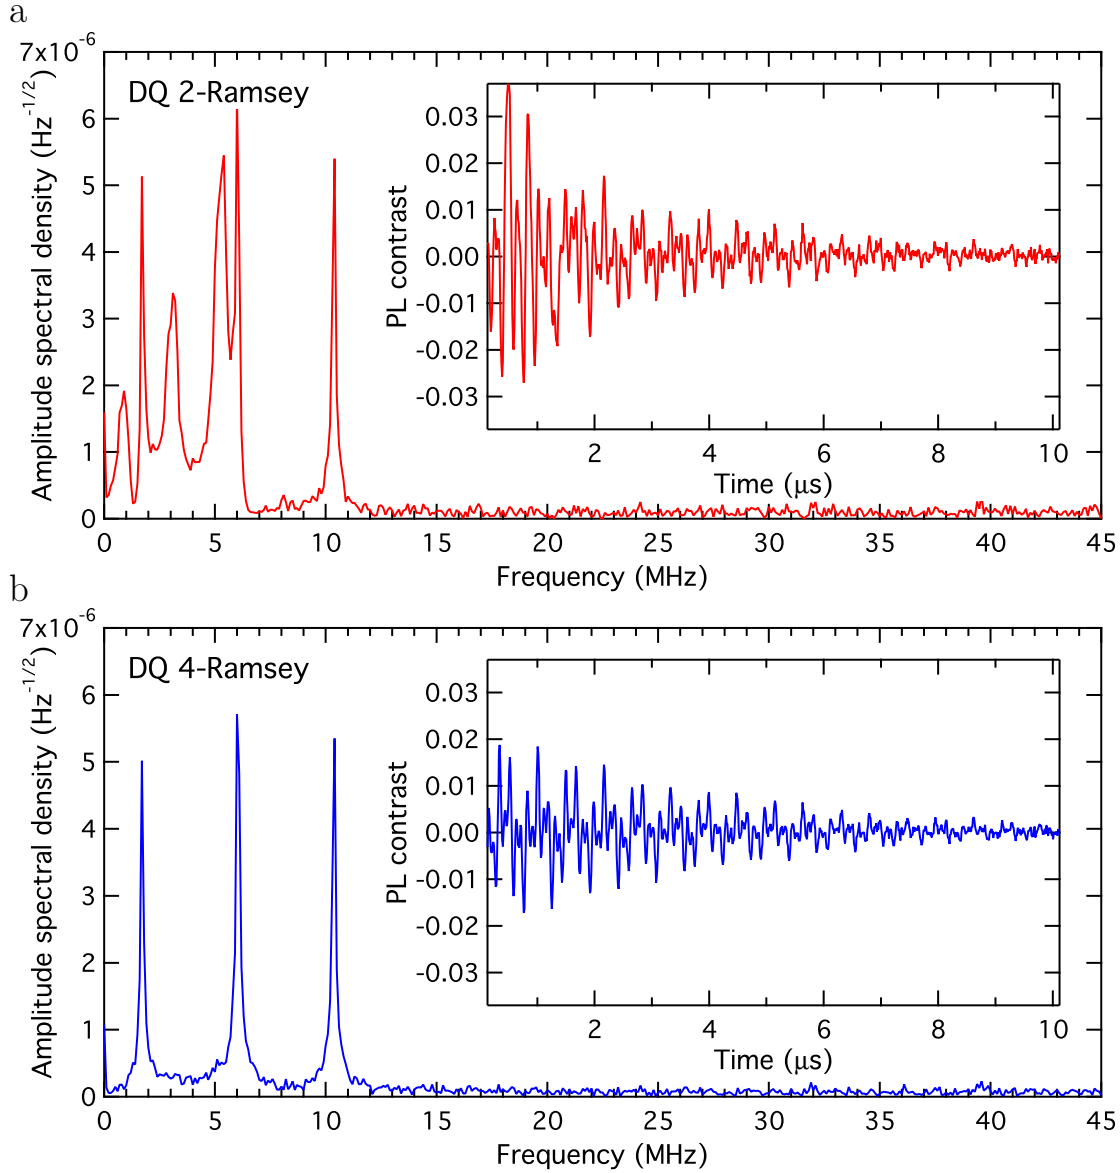 a
7x10⁻⁶
6
5
4
3
2
1
0
Amplitude spectral density (Hz⁻¹/²)
DQ 2-Ramsey
0.03
0.02
0.01
0.00
-0.01
-0.02
-0.03
PL contrast
2 4 6 8 10
Time (μs)
0 5 10 20 20 25 30 35 40 45
Frequency (MHz)
b
7x10⁻⁶
6
5
4
3
2
1
0
Amplitude spectral density (Hz⁻¹/²)
DQ 4-Ramsey
0.03
0.02
0.01
0.00
-0.01
-0.02
-0.03
PL contrast
2 4 6 8 10
Time (μs)
0 5 10 20 25 30 35 40 45
Frequency (MHz)